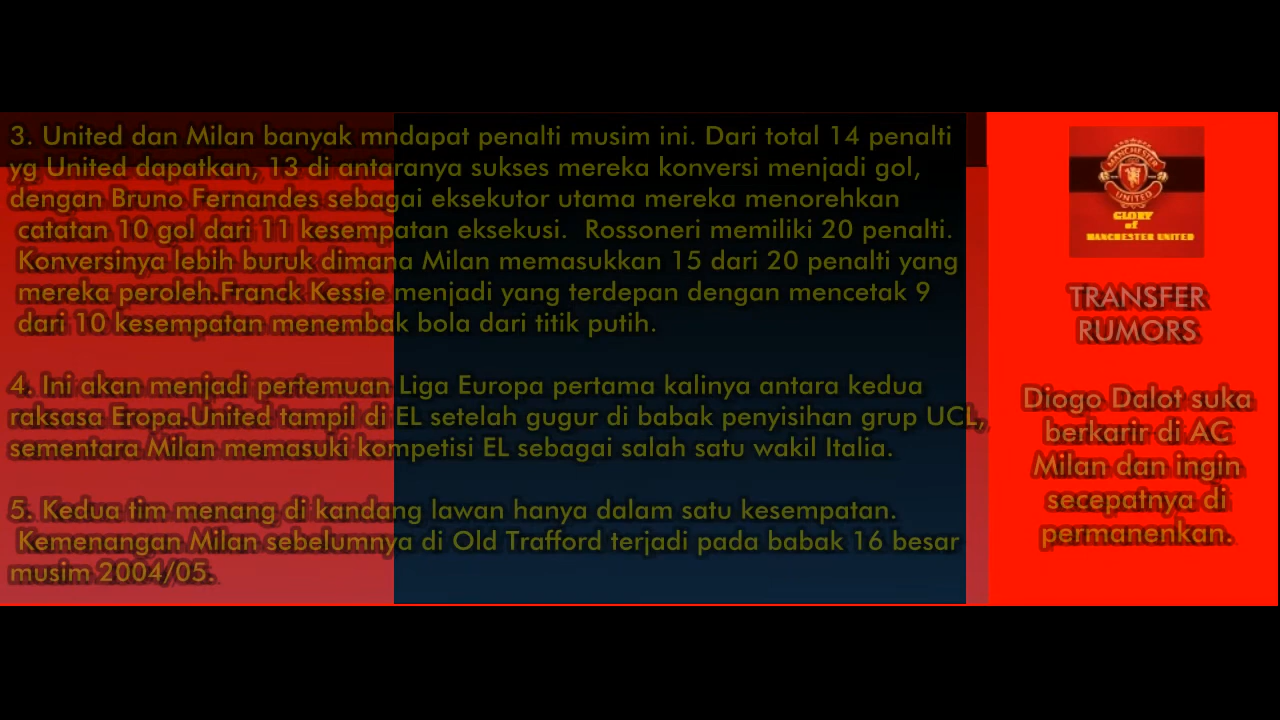 3. United dan Milan banyak mndapat penalti musim ini. Dari total 14 penalti
yg United dapatkan, 13 di antaranya sukses mereka konversi menjadi gol,
dengan Bruno Fernandes sebagai eksekutor utama mereka menorehkan
catatan 10 gol dari 11 kesempatan eksekusi. Rossoneri memiliki 20 penalti.
Konversinya lebih buruk dimana Milan memasukkan 15 dari 20 penalti yang
mereka peroleh.Franck Kessie menjadi yang terdepan dengan mencetak 9
dari 10 kesempatan menembak bola dari titik putih.
4. Ini akan menjadi pertemuan Liga Europa pertama kalinya antara kedua
raksasa Eropa.United tampil di EL setelah gugur di babak penyisihan grup UCL,
sementara Milan memasuki kompetisi EL sebagai salah satu wakil Italia.
5. Kedua tim menang di kandang lawan hanya dalam satu kesempatan.
Kemenangan Milan sebelumnya di Old Trafford terjadi pada babak 16 besar
musim 2004/05.
MANCHESTER
UNITED
GLORY
of
MANCHESTER UNITED
TRANSFER
RUMORS
Diogo Dalot suka
berkarir di AC
Milan dan ingin
secepatnya di
permanenkan.